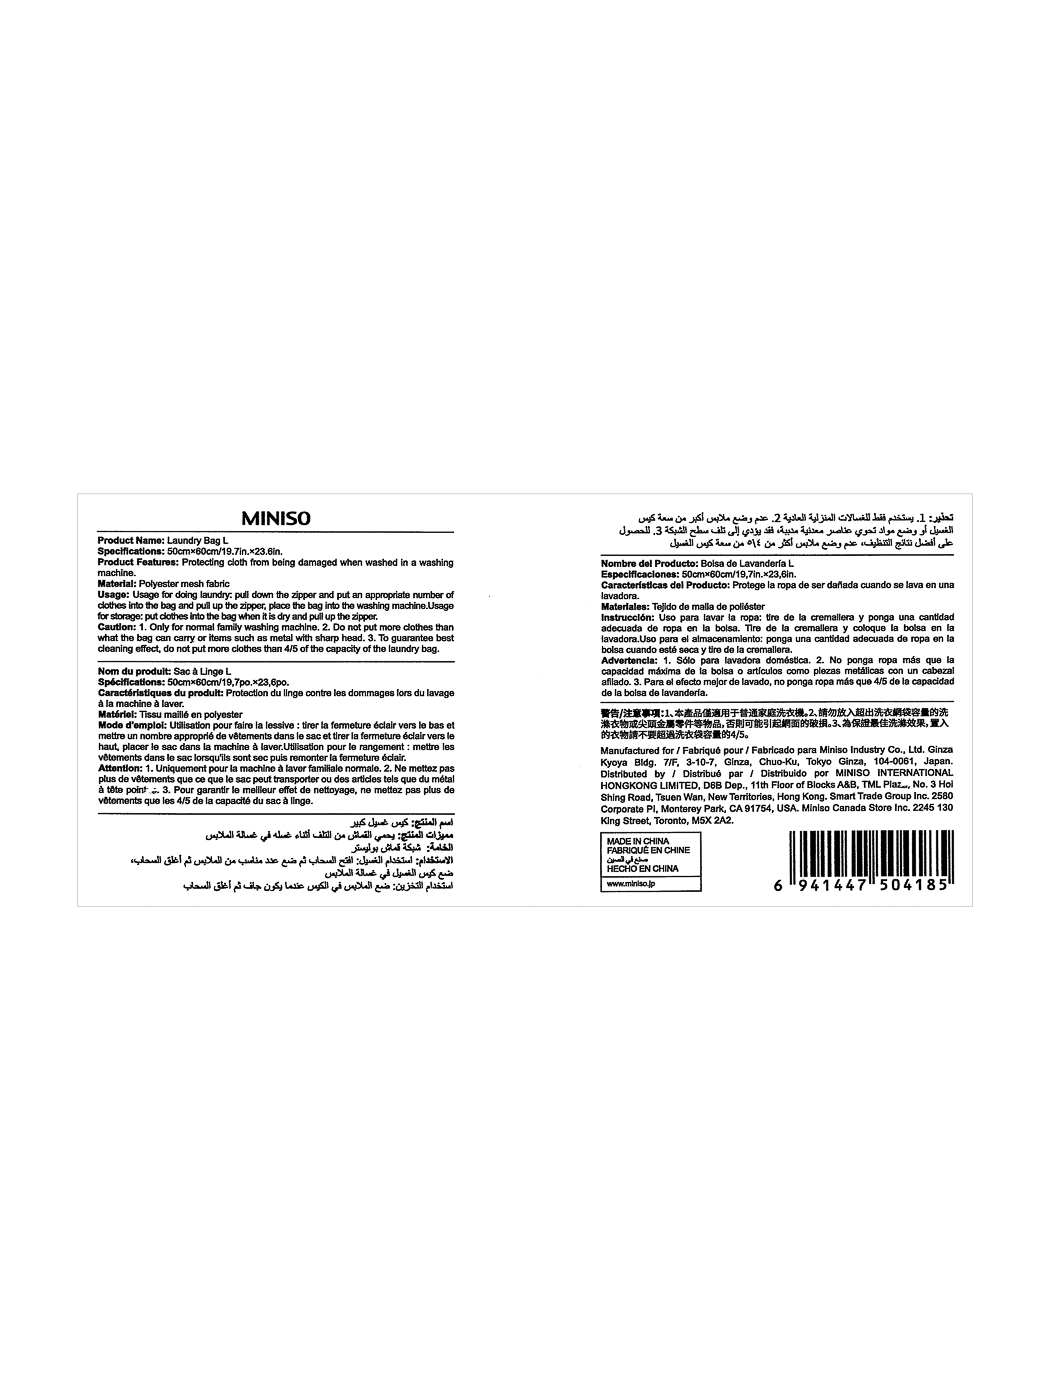 MINISO
Product Name: Laundry Bag L
Specifications: 50cm×60cm/19.7in.×23.6in.
Product Features: Protecting cloth from being damaged when washed in a washing
machine.
Material: Polyester mesh fabric
Usage: Usage for doing laundry: pull down the zipper and put an appropriate number of
clothes into the bag and pull up the zipper, place the bag into the washing machine.Usage
for storage: put clothes into the bag when it is dry and pull up the zipper.
Caution: 1. Only for normal family washing machine. 2. Do not put more clothes than
what the bag can carry or items such as metal with sharp head. 3. To guarantee best
cleaning effect, do not put more clothes than 4/5 of the capacity of the laundry bag.
Nom du produit: Sac à Linge L
Spécifications: 50cm×60cm/19,7po.×23,6po.
Caractéristiques du produit: Protection du linge contre les dommages lors du lavage
à la machine à laver.
Matériel: Tissu maillé en polyester
Mode d'emploi: Utilisation pour faire la lessive : tirer la fermeture éclair vers le bas et
mettre un nombre approprié de vêtements dans le sac et tirer la fermeture éclair vers le
haut, placer le sac dans la machine à laver.Utilisation pour le rangement : mettre les
vêtements dans le sac lorsqu'ils sont sec puis remonter la fermeture éclair.
Attention: 1. Uniquement pour la machine à laver familiale normale. 2. Ne mettez pas
plus de vêtements que ce que le sac peut transporter ou des articles tels que du métal
à tête 3. Pour garantir le meilleur effet de nettoyage, ne mettez pas plus de
vêtements que les 4/5 de la capacité du sac à linge.
اسم المنتج: كيس غسيل كبير
مميزات المنتج: يحمي القماش من التلف أثناء غسله في غسالة الملابس
الخامة: شبكة قماش بوليستر
الاستخدام: استخدام الغسيل: افتح السحاب ثم ضع عدد مناسب من الملابس ثم أغلق السحاب،
ضع كيس الغسيل في غسالة الملابس
استخدام التخزين: ضع الملابس في الكيس عندما يكون جاف ثم أغلق السحاب
تحذير: 1. يستخدم فقط للغسالات المنزلية العادية 2. عدم وضع ملابس أكبر من سعة كيس
الغسيل أو وضع مواد تحوي عناصر معدنية مدببة، فقد يؤدي إلى تلف سطح الشبكة 3. للحصول
على أفضل نتائج التنظيف، عدم وضع ملابس أكثر من ٤\٥ من سعة كيس الغسيل
Nombre del Producto: Bolsa de Lavandería L
Especificaciones: 50cm×60cm/19,7in.×23,6in.
Características del Producto: Protege la ropa de ser dañada cuando se lava en una
lavadora.
Materiales: Tejido de malla de poliéster
Instrucción: Uso para lavar la ropa: tire de la cremallera y ponga una cantidad
adecuada de ropa en la bolsa. Tire de la cremallera y coloque la bolsa en la
lavadora.Uso para el almacenamiento: ponga una cantidad adecuada de ropa en la
bolsa cuando esté seca y tire de la cremallera.
Advertencia: 1. Sólo para lavadora doméstica. 2. No ponga ropa más que la
capacidad máxima de la bolsa o artículos como piezas metálicas con un cabezal
afilado. 3. Para el efecto mejor de lavado, no ponga ropa más que 4/5 de la capacidad
de la bolsa de lavandería.
警告/注意事項:1、本產品僅適用于普通家庭洗衣機。2、請勿放入超出洗衣網袋容量的洗
滌衣物或尖頭金屬零件等物品,否則可能引起網面的破損。3、為保證最佳洗滌效果,置入
的衣物請不要超過洗衣袋容量的4/5。
Manufactured for / Fabriqué pour / Fabricado para Miniso Industry Co., Ltd. Ginza
Kyoya Bldg. 7/F, 3-10-7, Ginza, Chuo-Ku, Tokyo Ginza, 104-0061, Japan.
Distributed by / Distribué par / Distribuido por MINISO INTERNATIONAL
HONGKONG LIMITED, D8B Dep., 11th Floor of Blocks A&B, TML No. 3 Hoi
Shing Road, Tsuen Wan, New Territories, Hong Kong. Smart Trade Group Inc. 2580
Corporate Pl, Monterey Park, CA 91754, USA. Miniso Canada Store Inc. 2245 130
King Street, Toronto, M5X 2A2.
MADE IN CHINA
FABRIQUÉ EN CHINE
صنع في الصين
HECHO EN CHINA
www.miniso.jp
6 941447 504185